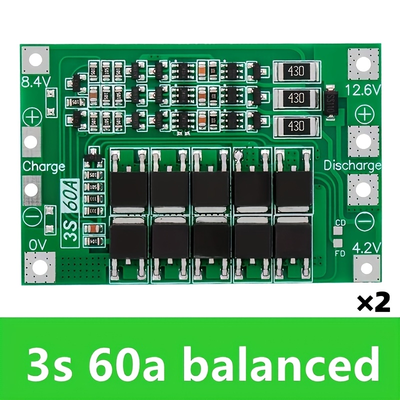 8.4V
430
12.6V
430
430
Charge
Discharge
3S 60A
CD
FD
0V
4.2V
×2
3s 60a balanced